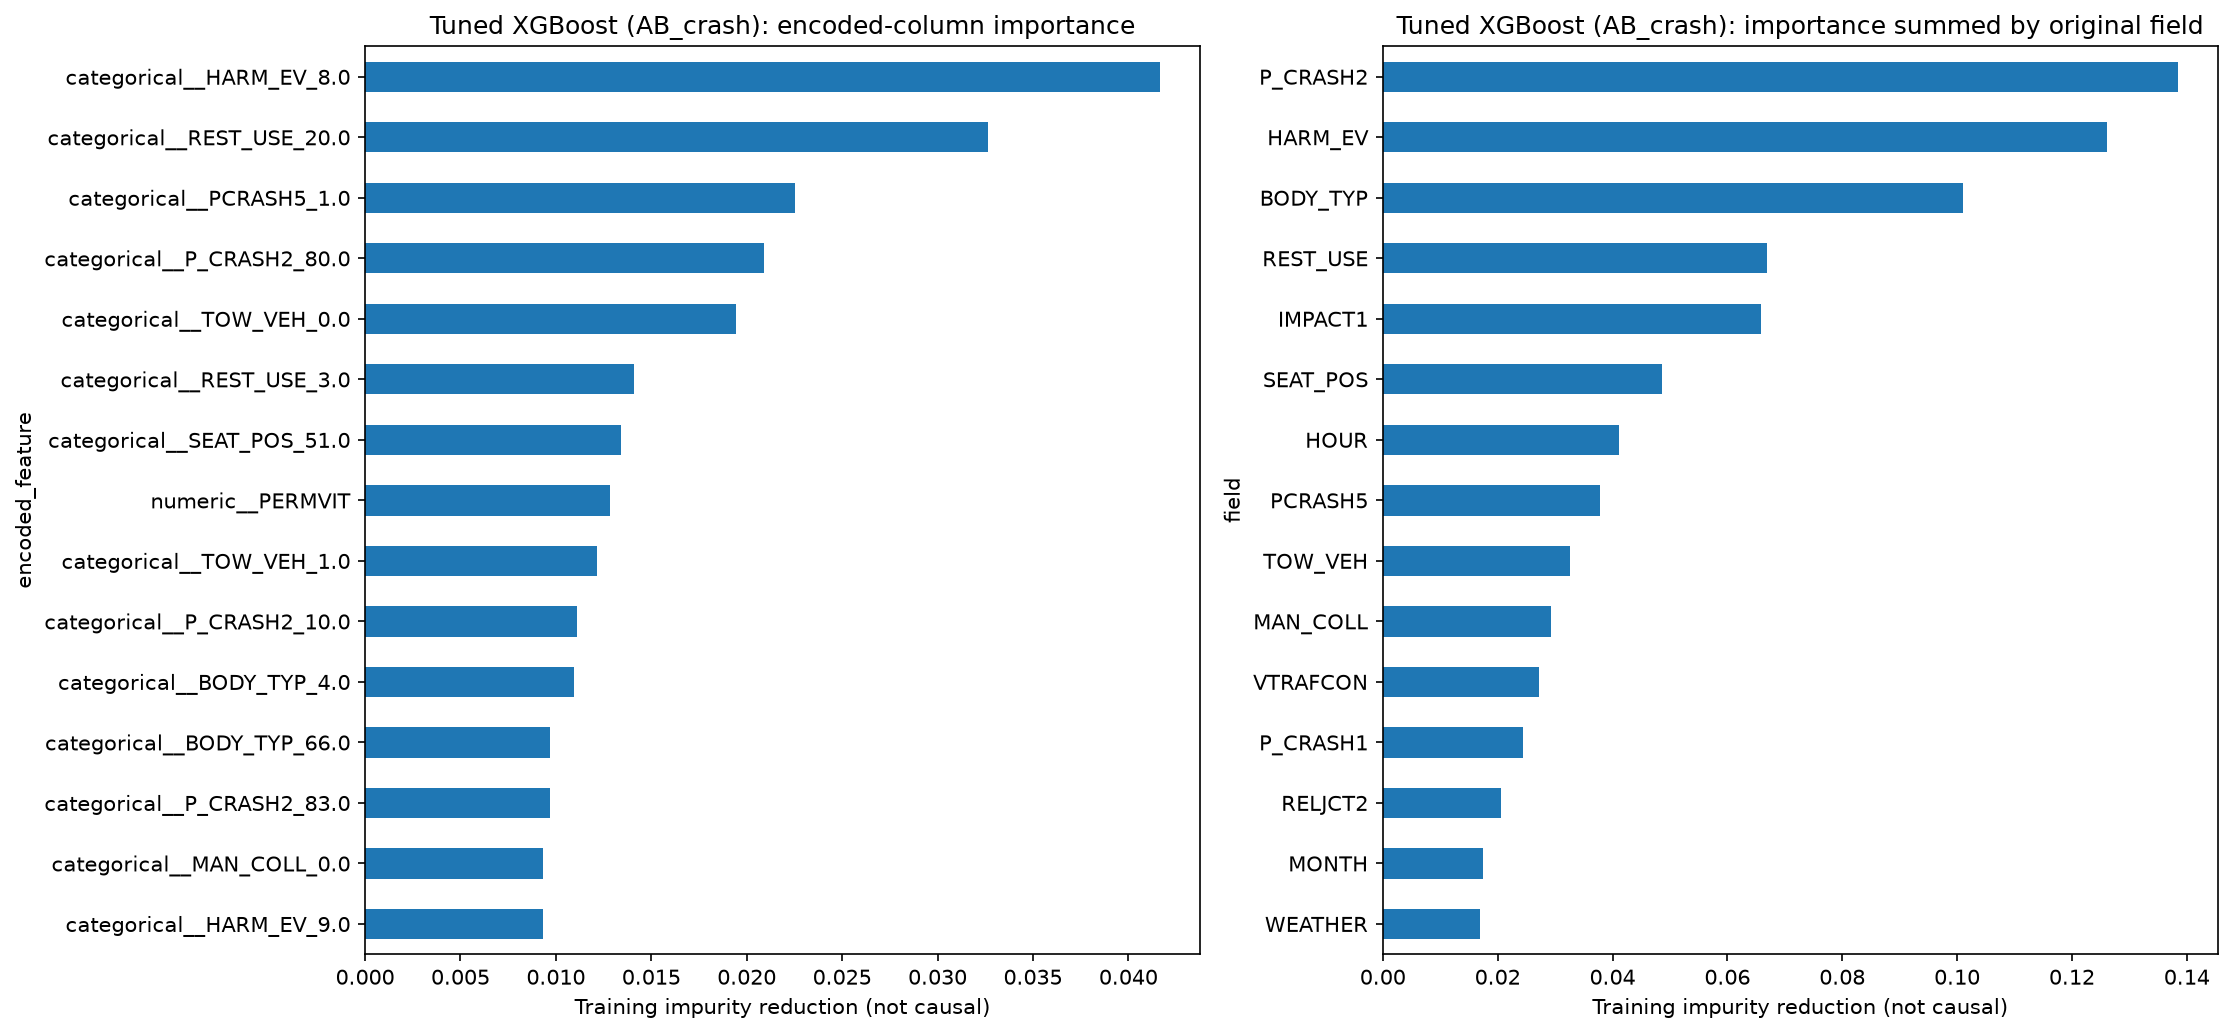 Tuned XGBoost (AB_crash): encoded-column importance
categorical__HARM_EV_8.0
categorical__REST_USE_20.0
categorical__PCRASH5_1.0
categorical__P_CRASH2_80.0
categorical__TOW_VEH_0.0
categorical__REST_USE_3.0
categorical__SEAT_POS_51.0
numeric__PERMVIT
categorical__TOW_VEH_1.0
categorical__P_CRASH2_10.0
categorical__BODY_TYP_4.0
categorical__BODY_TYP_66.0
categorical__P_CRASH2_83.0
categorical__MAN_COLL_0.0
categorical__HARM_EV_9.0
encoded_feature
0.000 0.005 0.010 0.015 0.020 0.025 0.030 0.035 0.040
Training impurity reduction (not causal)
Tuned XGBoost (AB_crash): importance summed by original field
P_CRASH2
HARM_EV
BODY_TYP
REST_USE
IMPACT1
SEAT_POS
HOUR
PCRASH5
TOW_VEH
MAN_COLL
VTRAFCON
P_CRASH1
RELJCT2
MONTH
WEATHER
field
0.00 0.02 0.04 0.06 0.08 0.10 0.12 0.14
Training impurity reduction (not causal)